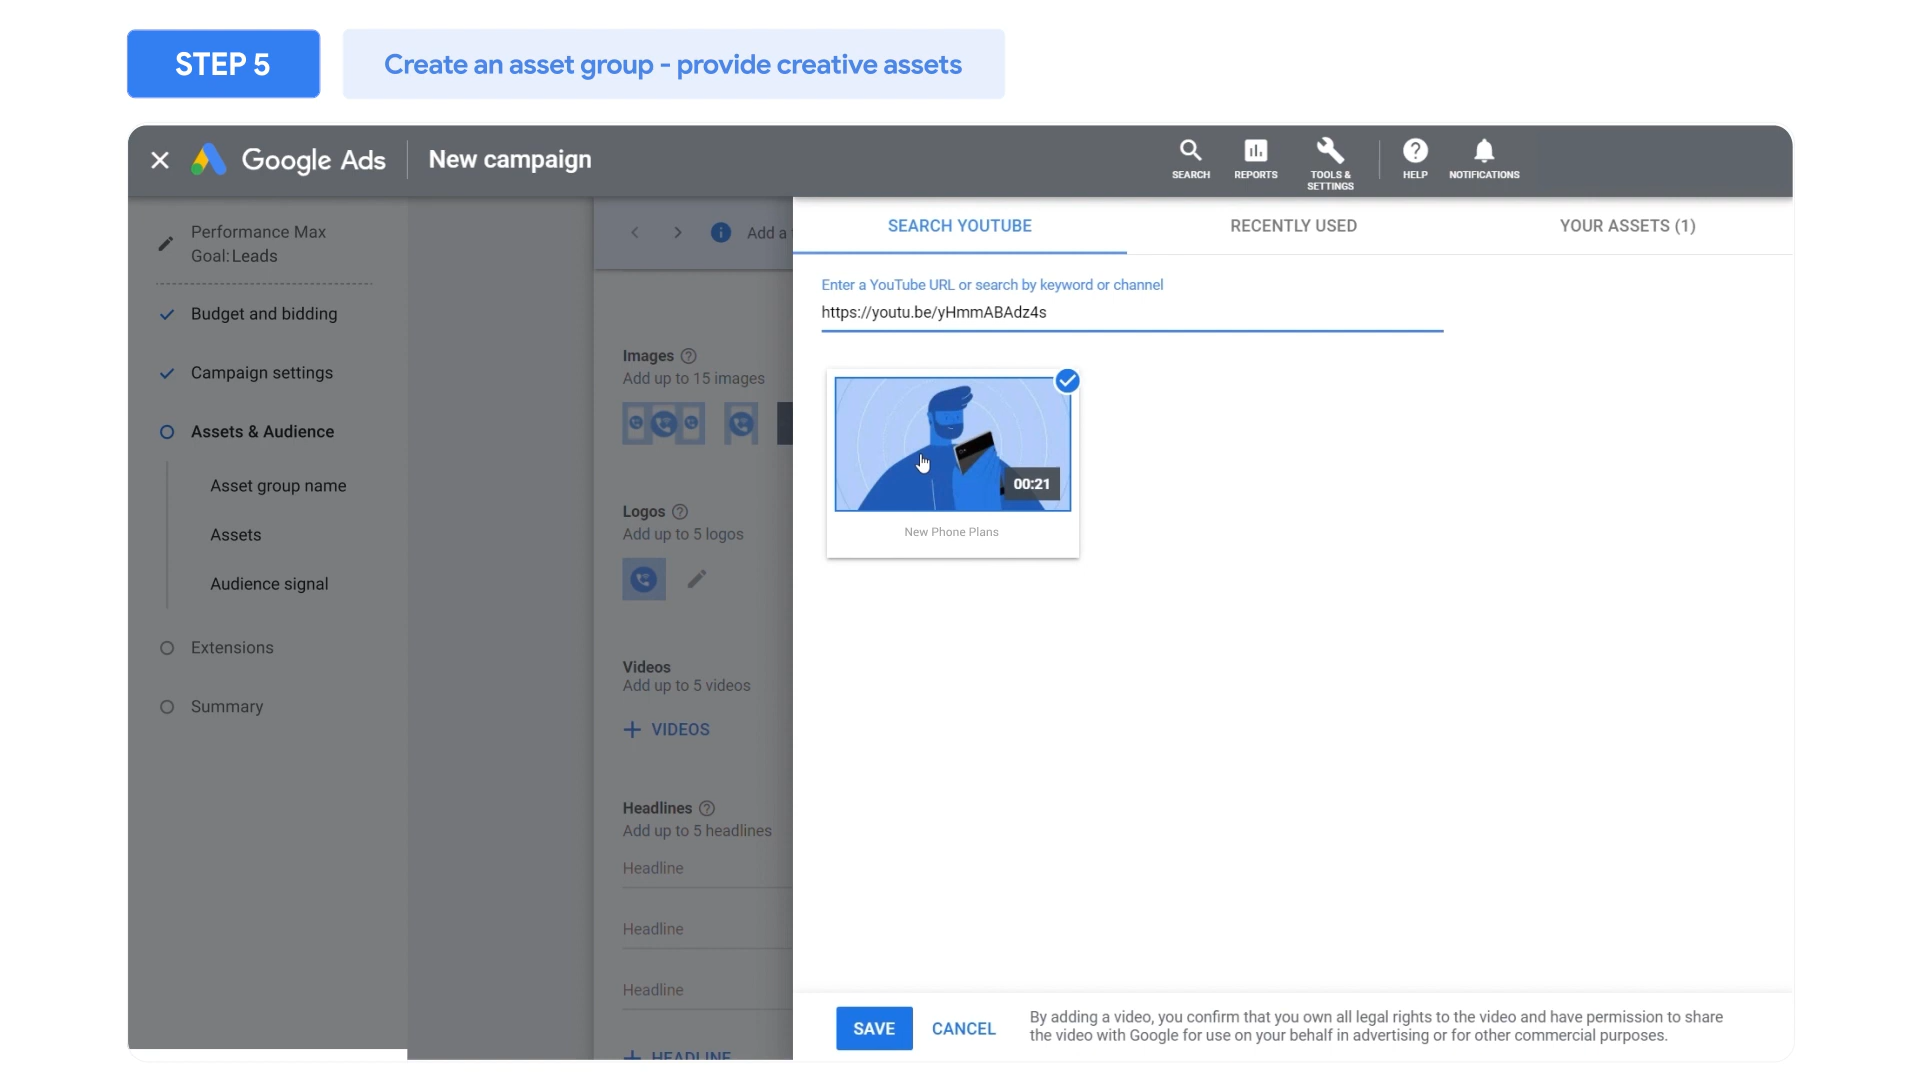 STEP 5
Create an asset group - provide creative assets
Google Ads
New campaign
SEARCH
REPORTS
TOOLS &
SETTINGS
HELP
NOTIFICATIONS
Performance Max
Goal: Leads
Budget and bidding
Campaign settings
Assets & Audience
Asset group name
Assets
Audience signal
Extensions
Summary
Add a
Images
Add up to 15 images
Logos
Add up to 5 logos
Videos
Add up to 5 videos
VIDEOS
Headlines
Add up to 5 headlines
Headline
Headline
Headline
HEADLINE
SEARCH YOUTUBE
RECENTLY USED
YOUR ASSETS (1)
Enter a YouTube URL or search by keyword or channel
https://youtu.be/yHmmABAdz4s
00:21
New Phone Plans
SAVE
CANCEL
By adding a video, you confirm that you own all legal rights to the video and have permission to share
the video with Google for use on your behalf in advertising or for other commercial purposes.